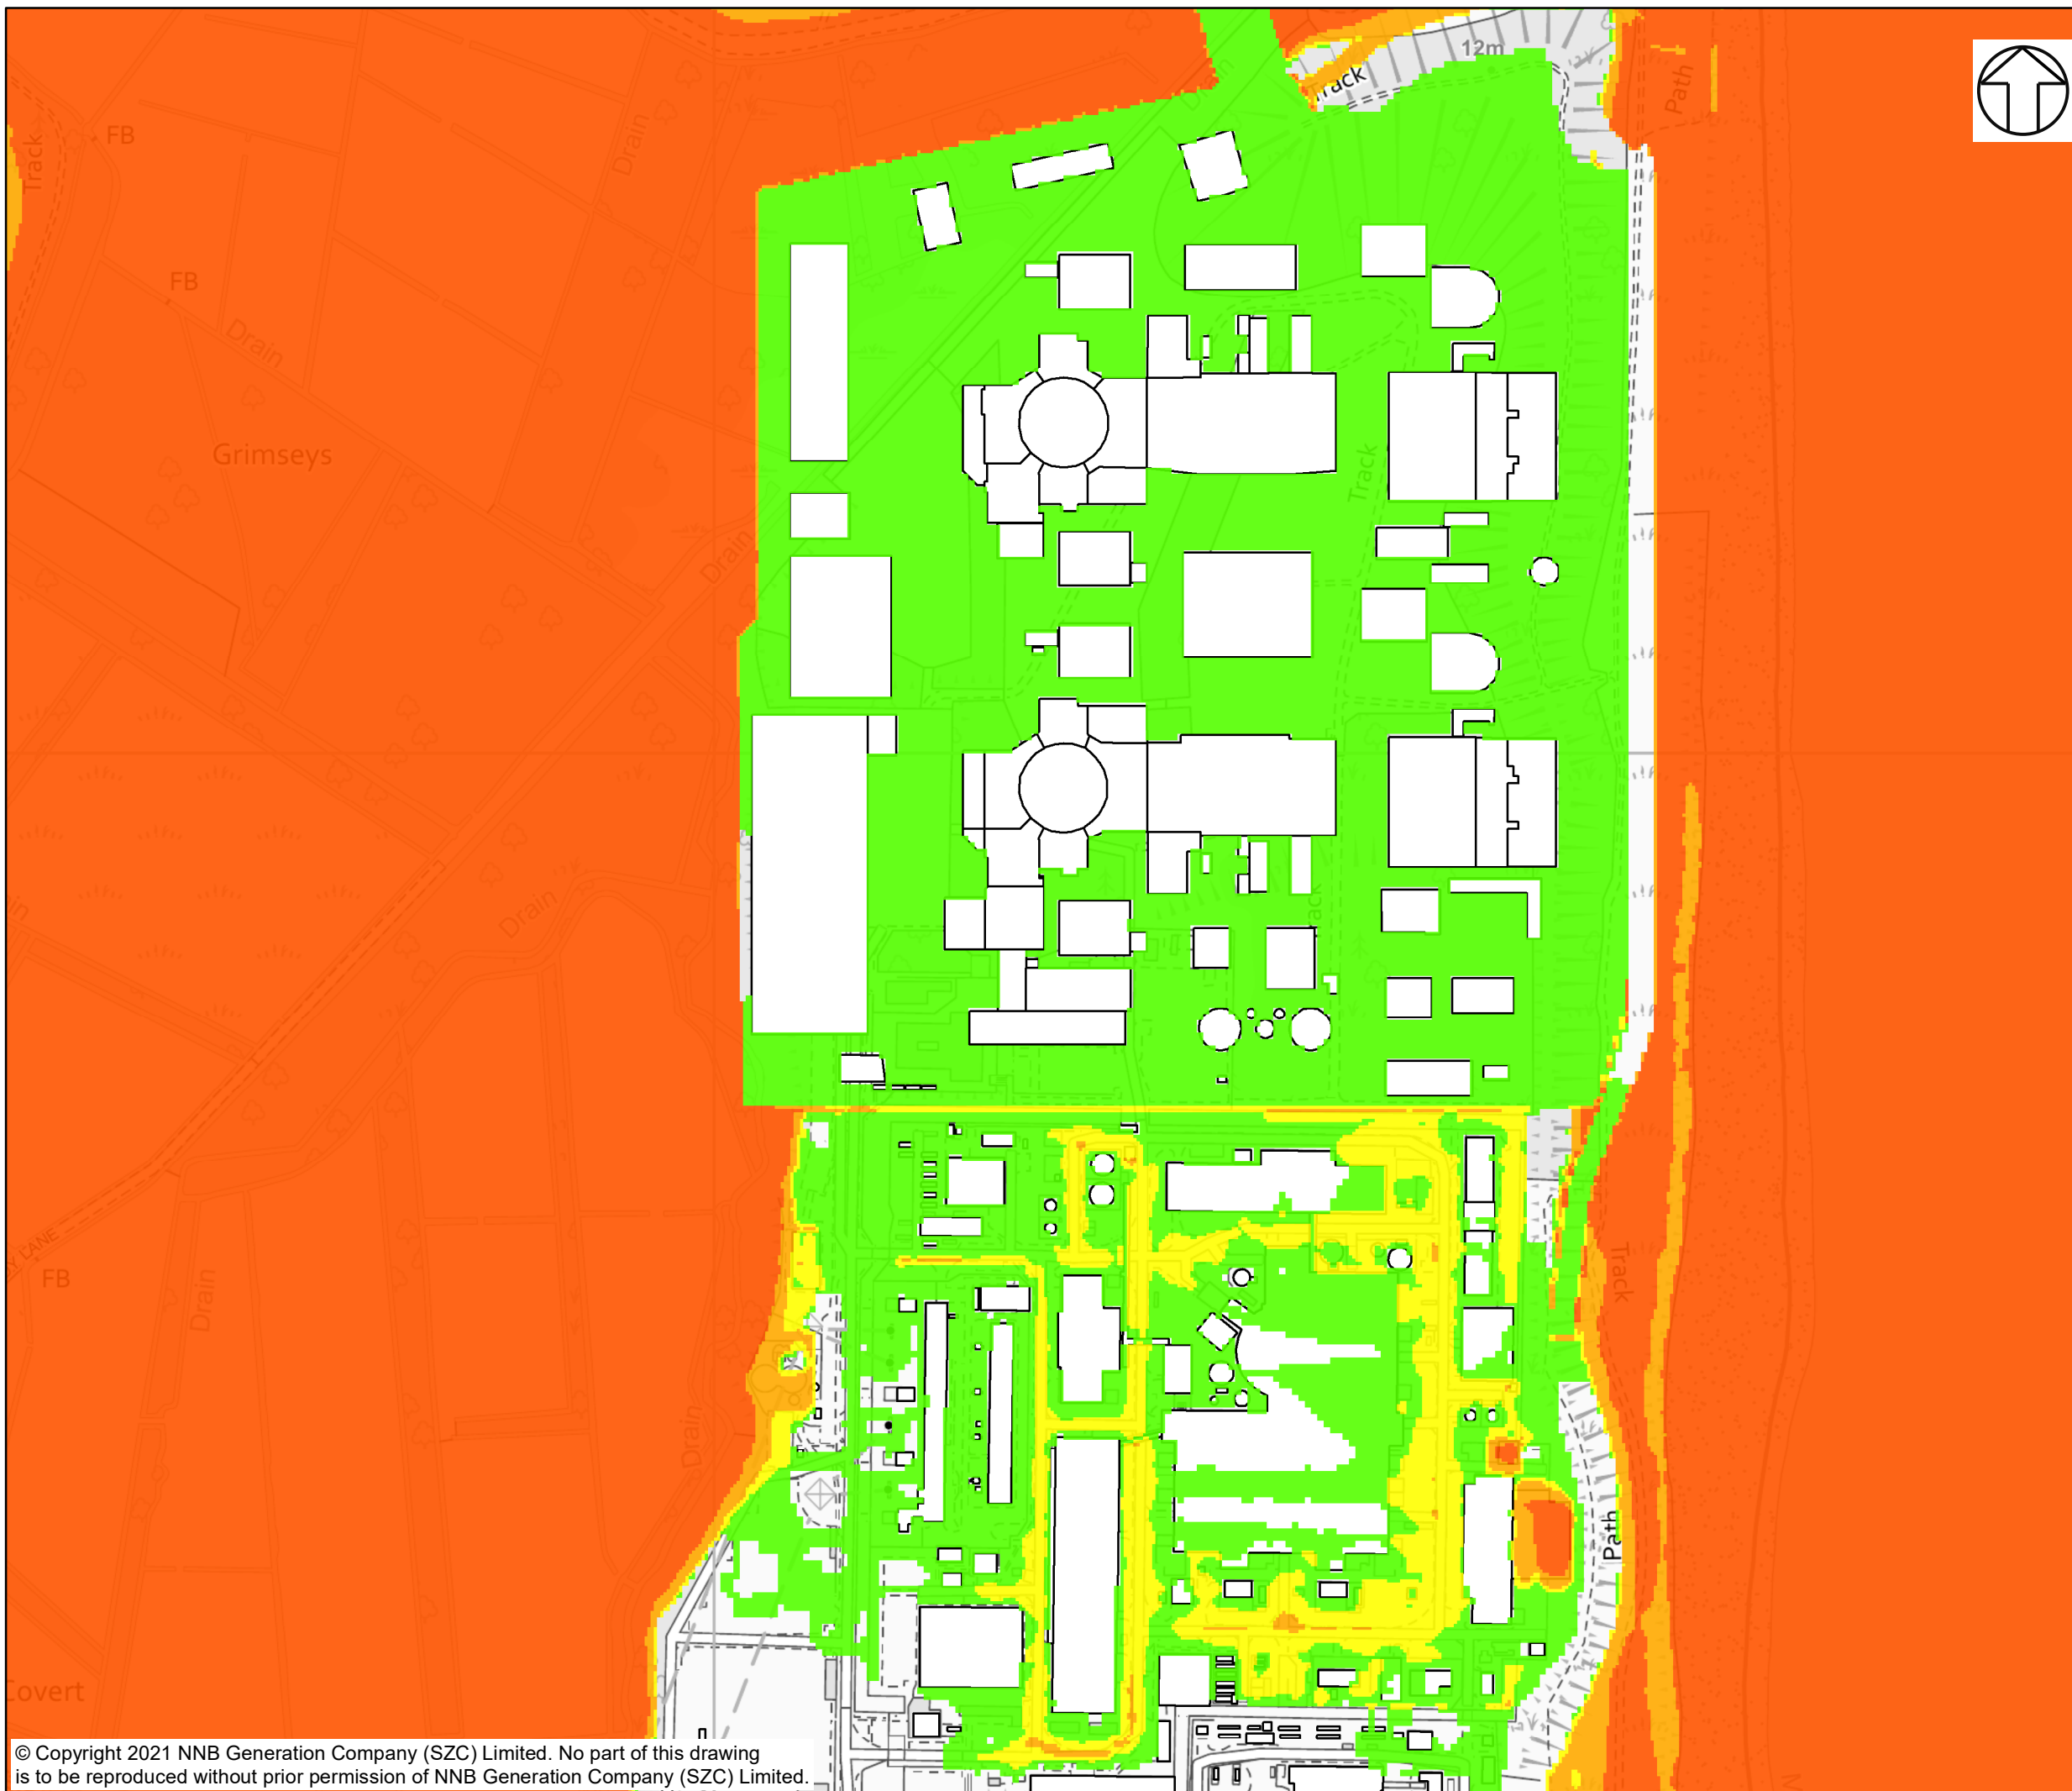 12m
Track
Path
Drain
FB
Drain
Track
FB
Drain
Grimseys
Track
Drain
Drain
Track
FB
Drain
Drain
Path
Covert
© Copyright 2021 NNB Generation Company (SZC) Limited. No part of this drawing
is to be reproduced without prior permission of NNB Generation Company (SZC) Limited.